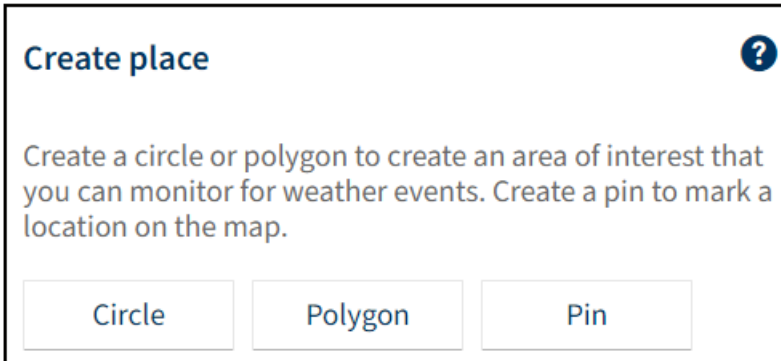 Create place
?
Create a circle or polygon to create an area of interest that
you can monitor for weather events. Create a pin to mark a
location on the map.
Circle Polygon Pin